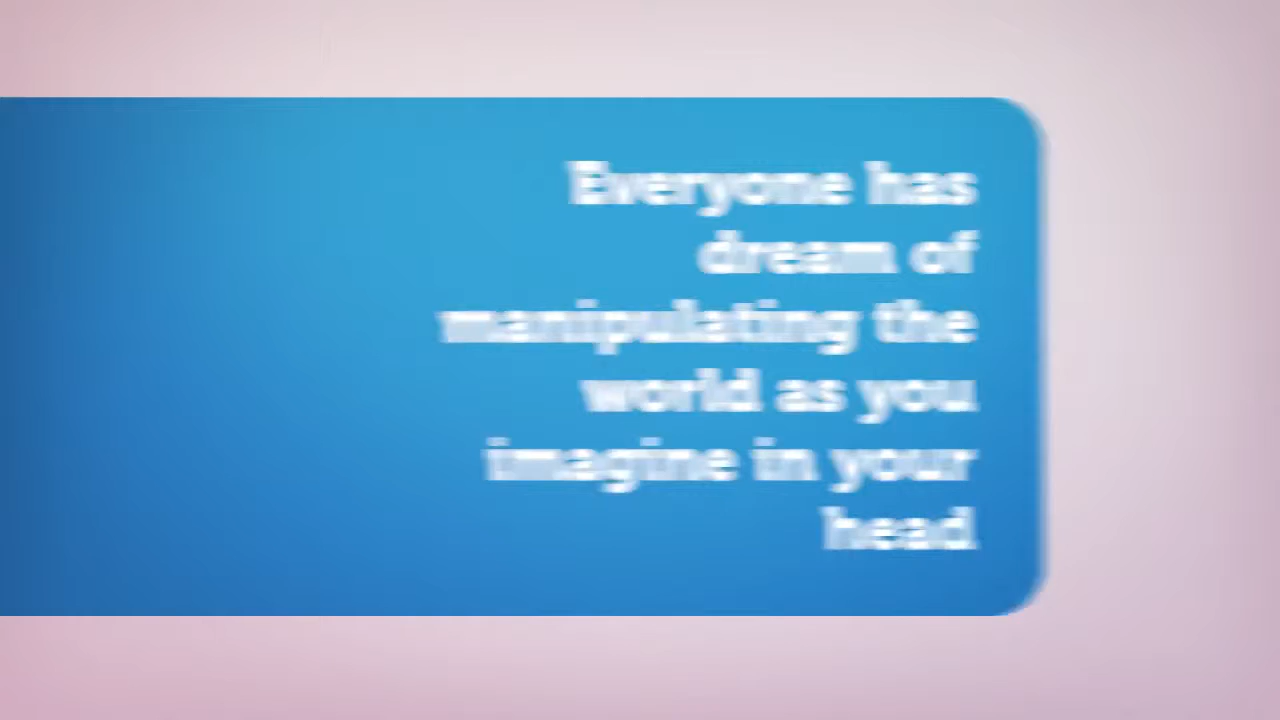 Everyone has
dream of
manipulating the
world as you
imagine in your
head